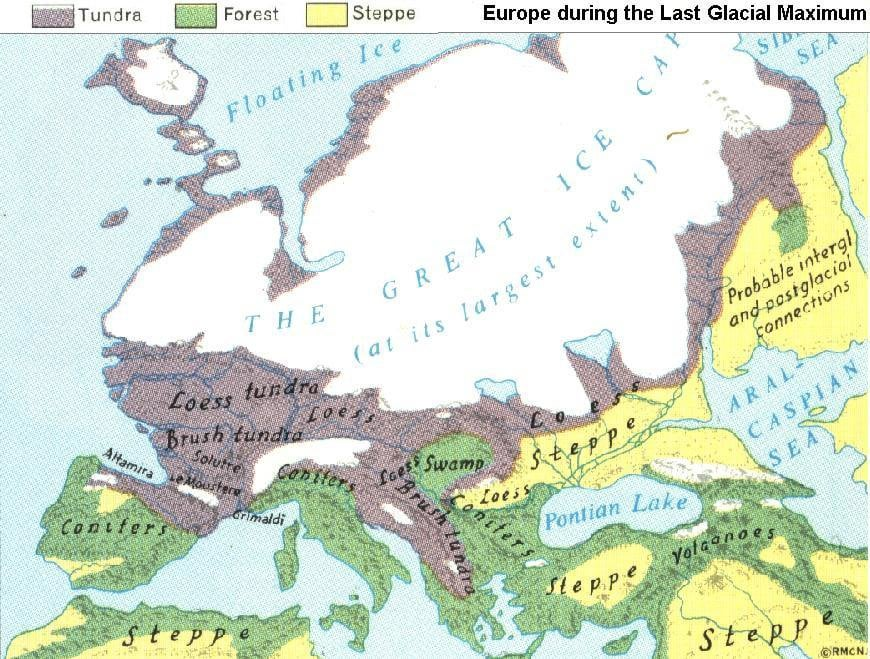 Tundra Forest Steppe Europe during the Last Glacial Maximum
Floating Ice
SEA
THE GREAT ICE CAP
(at its largest extent)
Probable intergl
and postglacial
connections
Loess tundra
Loess
Loess
Steppe
ARAL-
CASPIAN
SEA
Brush tundra
Solutre
Altamira
Le Moustier
Grimaldi
Conifers
Loess
Swamp
Brush tundra
Loess
Conifers
Pontian Lake
Conifers
Volcanoes
Steppe
Steppe
Steppe
©RMCN.